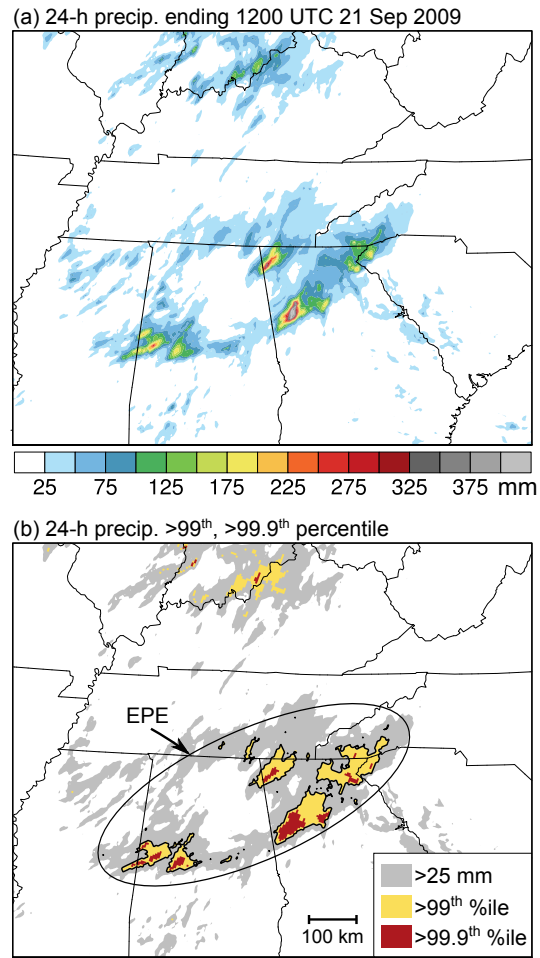 (a) 24-h precip. ending 1200 UTC 21 Sep 2009
25 75 125 175 225 275 325 375 mm
(b) 24-h precip. >99th, >99.9th percentile
EPE
>25 mm
>99th %ile
>99.9th %ile
100 km